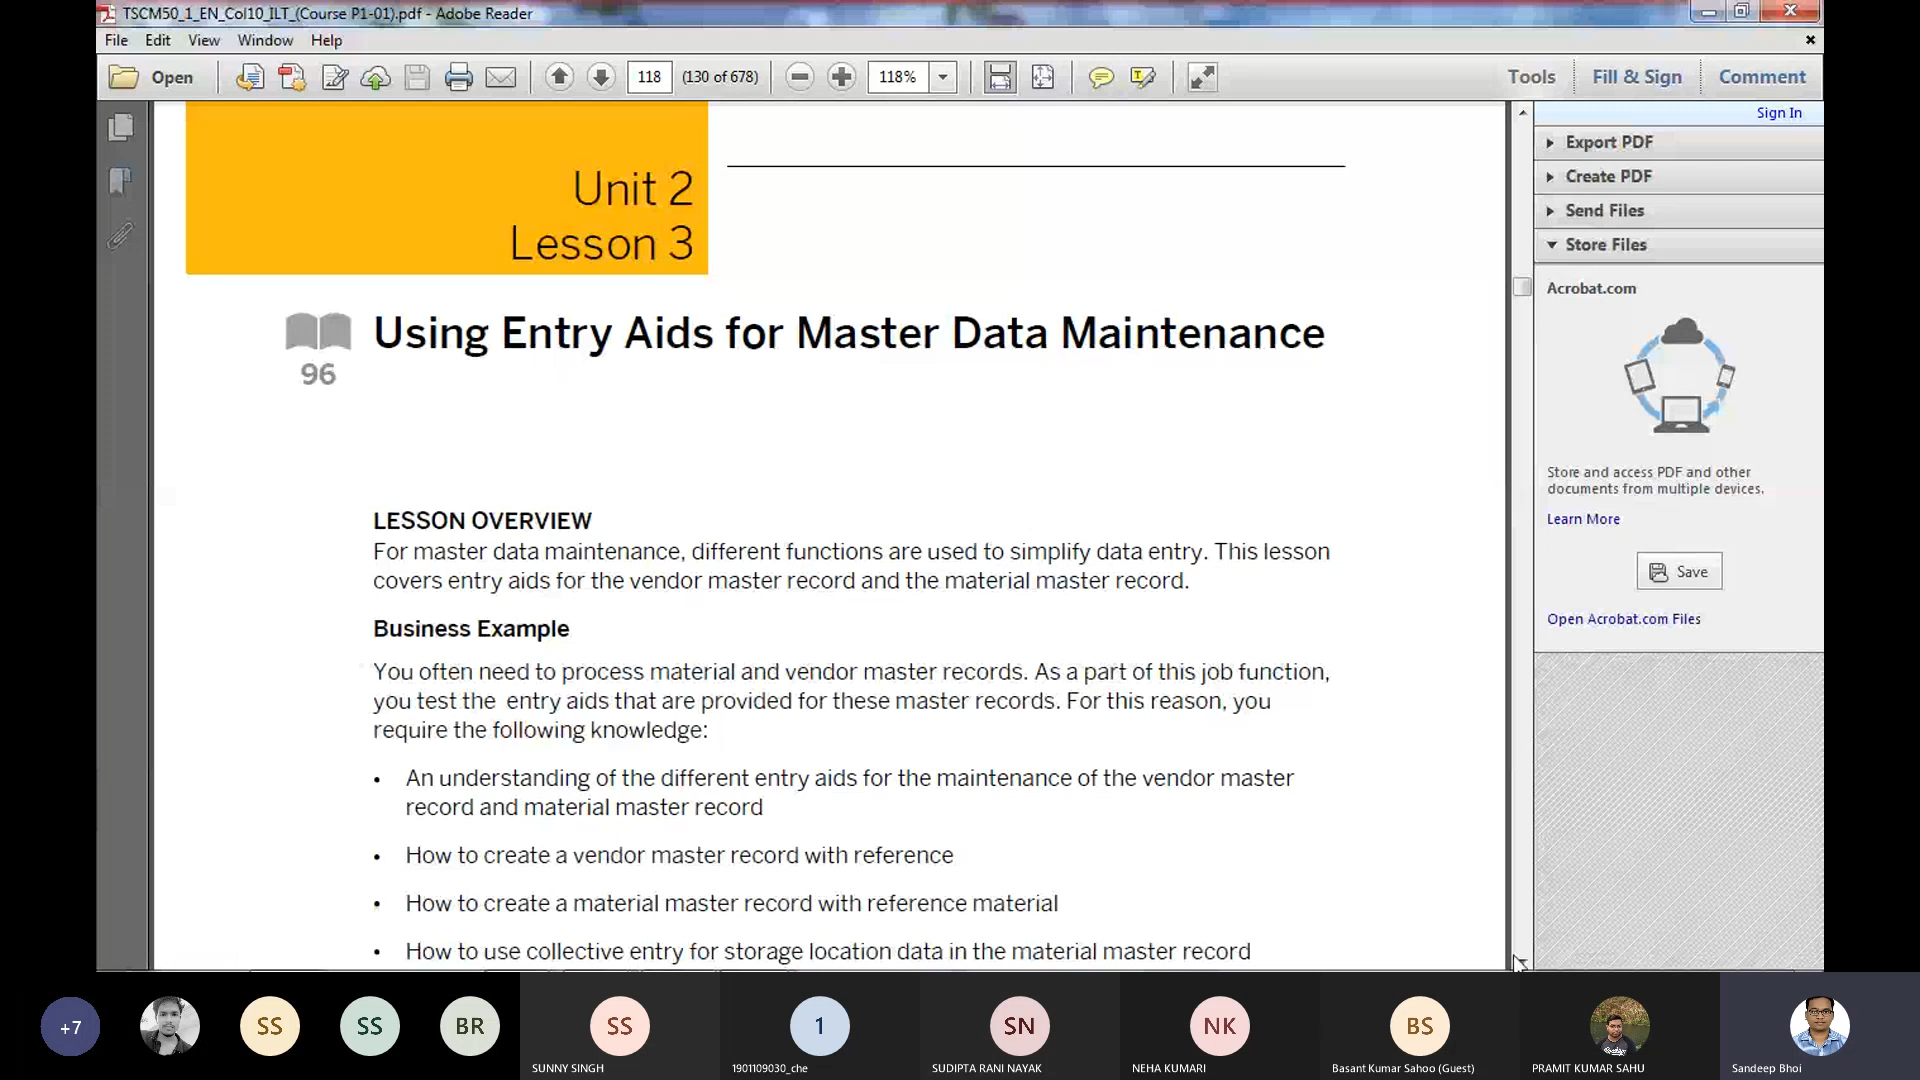 TSCM50_1_EN_Col10_ILT_(Course P1-01).pdf - Adobe Reader
File Edit View Window Help
Open 118 (130 of 678) 118% Tools Fill & Sign Comment
Sign In
Export PDF
Create PDF
Send Files
Store Files
Acrobat.com
Store and access PDF and other
documents from multiple devices.
Learn More
Save
Open Acrobat.com Files
Unit 2
Lesson 3
Using Entry Aids for Master Data Maintenance
96
LESSON OVERVIEW
For master data maintenance, different functions are used to simplify data entry. This lesson
covers entry aids for the vendor master record and the material master record.
Business Example
You often need to process material and vendor master records. As a part of this job function,
you test the entry aids that are provided for these master records. For this reason, you
require the following knowledge:
• An understanding of the different entry aids for the maintenance of the vendor master
record and material master record
• How to create a vendor master record with reference
• How to create a material master record with reference material
• How to use collective entry for storage location data in the material master record
+7 SS SS BR SS 1 SN NK BS
SUNNY SINGH 1901109030_che SUDIPTA RANI NAYAK NEHA KUMARI Basant Kumar Sahoo (Guest) PRAMIT KUMAR SAHU Sandeep Bhoi